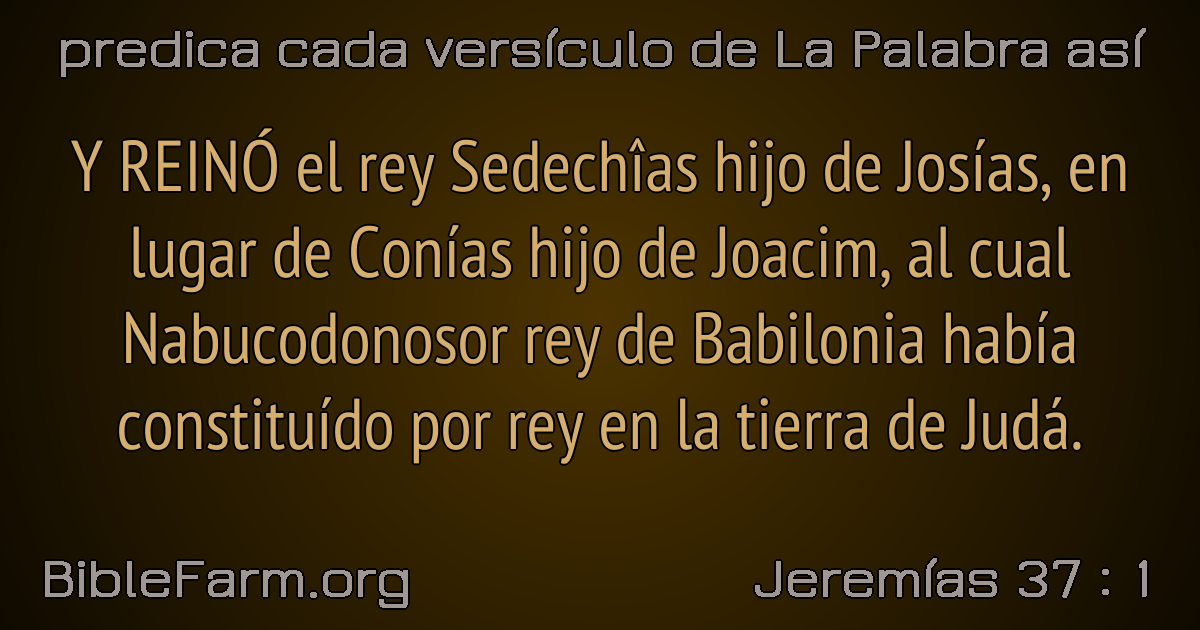 predica cada versículo de La Palabra así
Y REINÓ el rey Sedechîas hijo de Josías, en
lugar de Conías hijo de Joacim, al cual
Nabucodonosor rey de Babilonia había
constituído por rey en la tierra de Judá.
BibleFarm.org
Jeremías 37 : 1